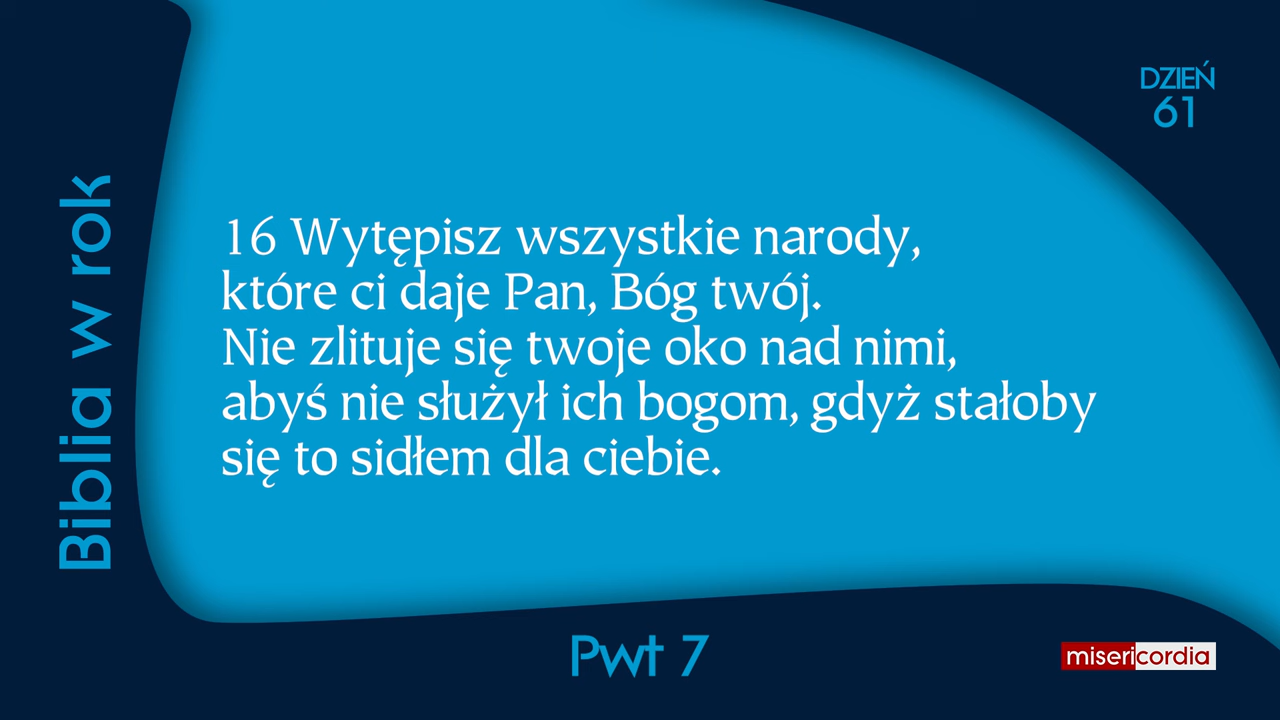 DZIEŃ
61
Biblia w rok
16 Wytępisz wszystkie narody,
które ci daje Pan, Bóg twój.
Nie zlituje się twoje oko nad nimi,
abyś nie służył ich bogom, gdyż stałoby
się to sidłem dla ciebie.
Pwt 7
misericordia